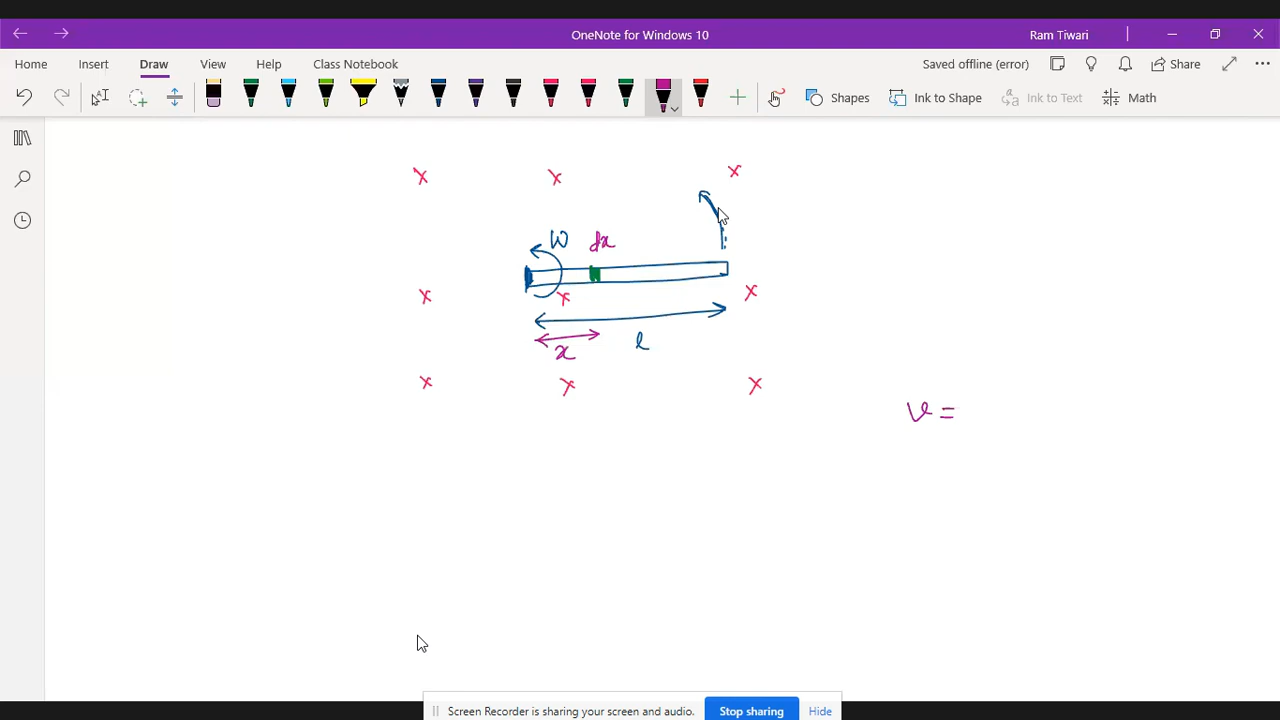 OneNote for Windows 10
Ram Tiwari
Home Insert Draw View Help Class Notebook
Saved offline (error)
Share
Shapes
Ink to Shape
Ink to Text
Math
x x x
ω dx
x x x
x l
x x x
v =
Screen Recorder is sharing your screen and audio.
Stop sharing
Hide